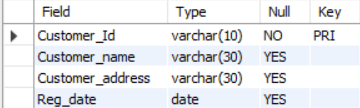 Field Type Null Key
Customer_Id varchar(10) NO PRI
Customer_name varchar(30) YES
Customer_address varchar(30) YES
Reg_date date YES